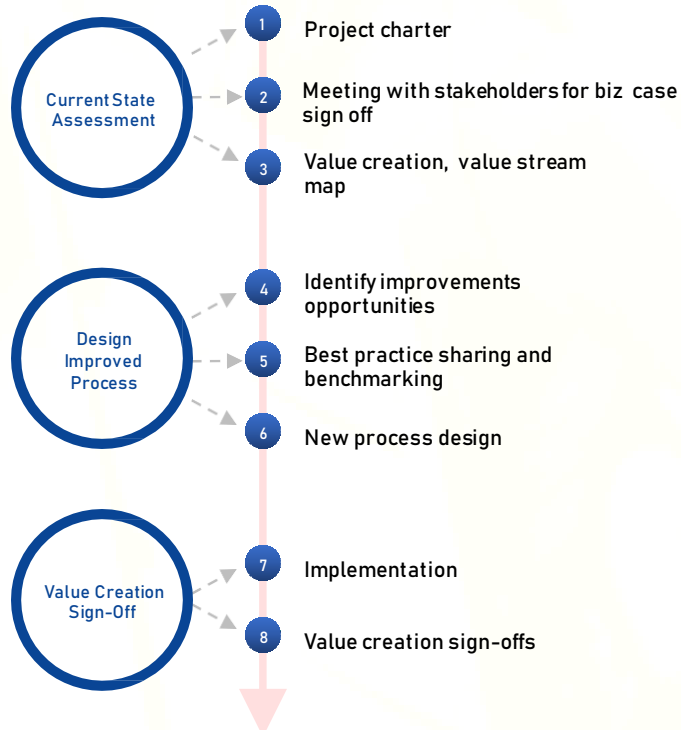 Current State
Assessment
1
Project charter
2
Meeting with stakeholders for biz case
sign off
3
Value creation, value stream
map
Design
Improved
Process
4
Identify improvements
opportunities
5
Best practice sharing and
benchmarking
6
New process design
Value Creation
Sign-Off
7
Implementation
8
Value creation sign-offs